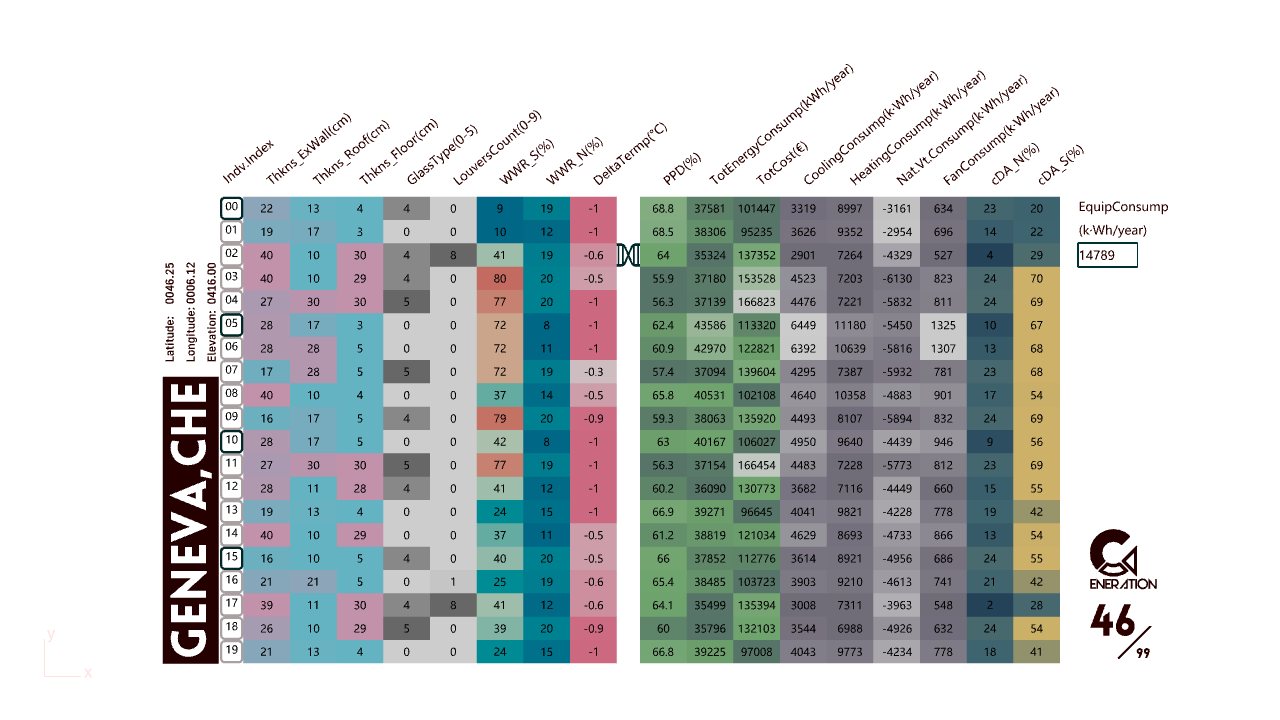 Indv.Index Thkns_ExWall(cm) Thkns_Roof(cm) Thkns_Floor(cm) GlassType(0-5) LouversCount(0-9) WWR_S(%) WWR_N(%) DeltaTermp(°C) PPD(%) TotEnergyConsump(kWh/year) TotCost(€) CoolingConsump(k·Wh/year) HeatingConsump(k·Wh/year) Nat.Vt.Consump(k·Wh/year) FanConsump(k·Wh/year) cDA_N(%) cDA_S(%)
00 22 13 4 4 0 9 19 -1 68.8 37581 101447 3319 8997 -3161 634 23 20
01 19 17 3 0 0 10 12 -1 68.5 38306 95235 3626 9352 -2954 696 14 22
02 40 10 30 4 8 41 19 -0.6 64 35324 137352 2901 7264 -4329 527 4 29
03 40 10 29 4 0 80 20 -0.5 55.9 37180 153528 4523 7203 -6130 823 24 70
04 27 30 30 5 0 77 20 -1 56.3 37139 166823 4476 7221 -5832 811 24 69
05 28 17 3 0 0 72 8 -1 62.4 43586 113320 6449 11180 -5450 1325 10 67
06 28 28 5 0 0 72 11 -1 60.9 42970 122821 6392 10639 -5816 1307 13 68
07 17 28 5 5 0 72 19 -0.3 57.4 37094 139604 4295 7387 -5932 781 23 68
08 40 10 4 0 0 37 14 -0.5 65.8 40531 102108 4640 10358 -4883 901 17 54
09 16 17 5 4 0 79 20 -0.9 59.3 38063 135920 4493 8107 -5894 832 24 69
10 28 17 5 0 0 42 8 -1 63 40167 106027 4950 9640 -4439 946 9 56
11 27 30 30 5 0 77 19 -1 56.3 37154 166454 4483 7228 -5773 812 23 69
12 28 11 28 4 0 41 12 -1 60.2 36090 130773 3682 7116 -4449 660 15 55
13 19 13 4 0 0 24 15 -1 66.9 39271 96645 4041 9821 -4228 778 19 42
14 40 10 29 0 0 37 11 -0.5 61.2 38819 121034 4629 8693 -4733 866 13 54
15 16 10 5 4 0 40 20 -0.5 66 37852 112776 3614 8921 -4956 686 24 55
16 21 21 5 0 1 25 19 -0.6 65.4 38485 103723 3903 9210 -4613 741 21 42
17 39 11 30 4 8 41 12 -0.6 64.1 35499 135394 3008 7311 -3963 548 2 28
18 26 10 29 5 0 39 20 -0.9 60 35796 132103 3544 6988 -4926 632 24 54
19 21 13 4 0 0 24 15 -1 66.8 39225 97008 4043 9773 -4234 778 18 41
EquipConsump
(k·Wh/year)
14789
Latitude: 0046.25
Longitude: 0006.12
Elevation: 0416.00
GENEVA,CHE
ENERATION
46/99
y
x